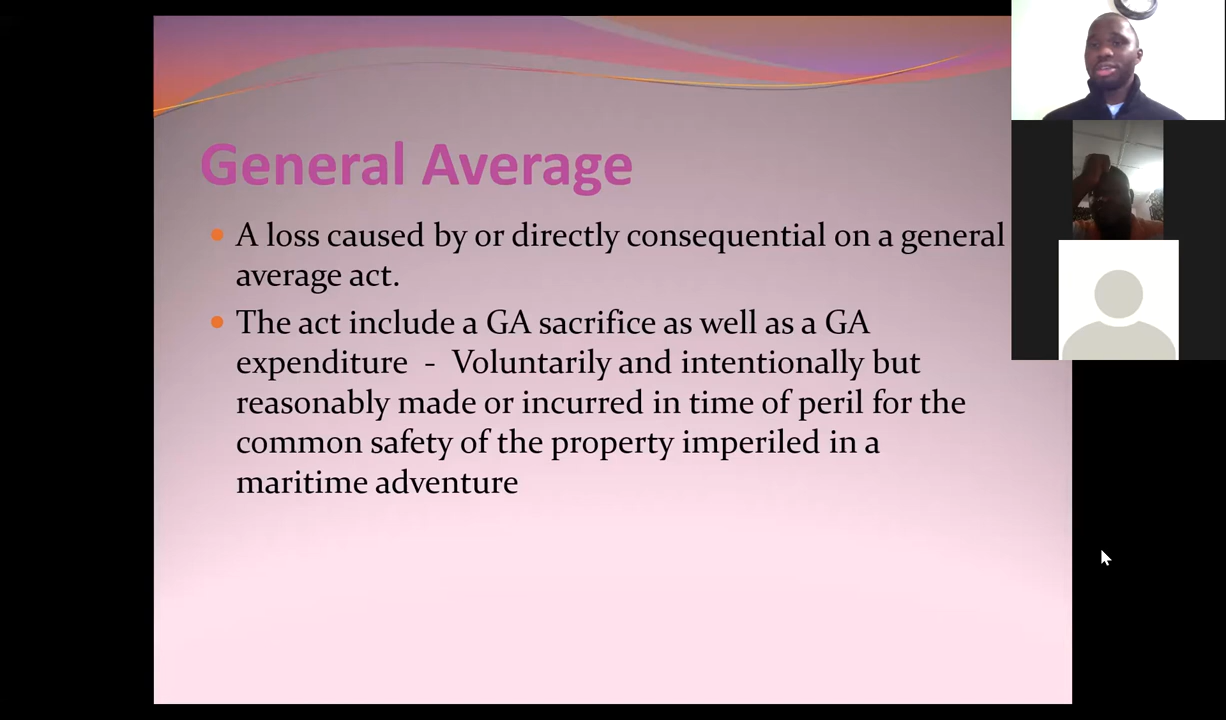 General Average
A loss caused by or directly consequential on a general
average act.
The act include a GA sacrifice as well as a GA
expenditure - Voluntarily and intentionally but
reasonably made or incurred in time of peril for the
common safety of the property imperiled in a
maritime adventure